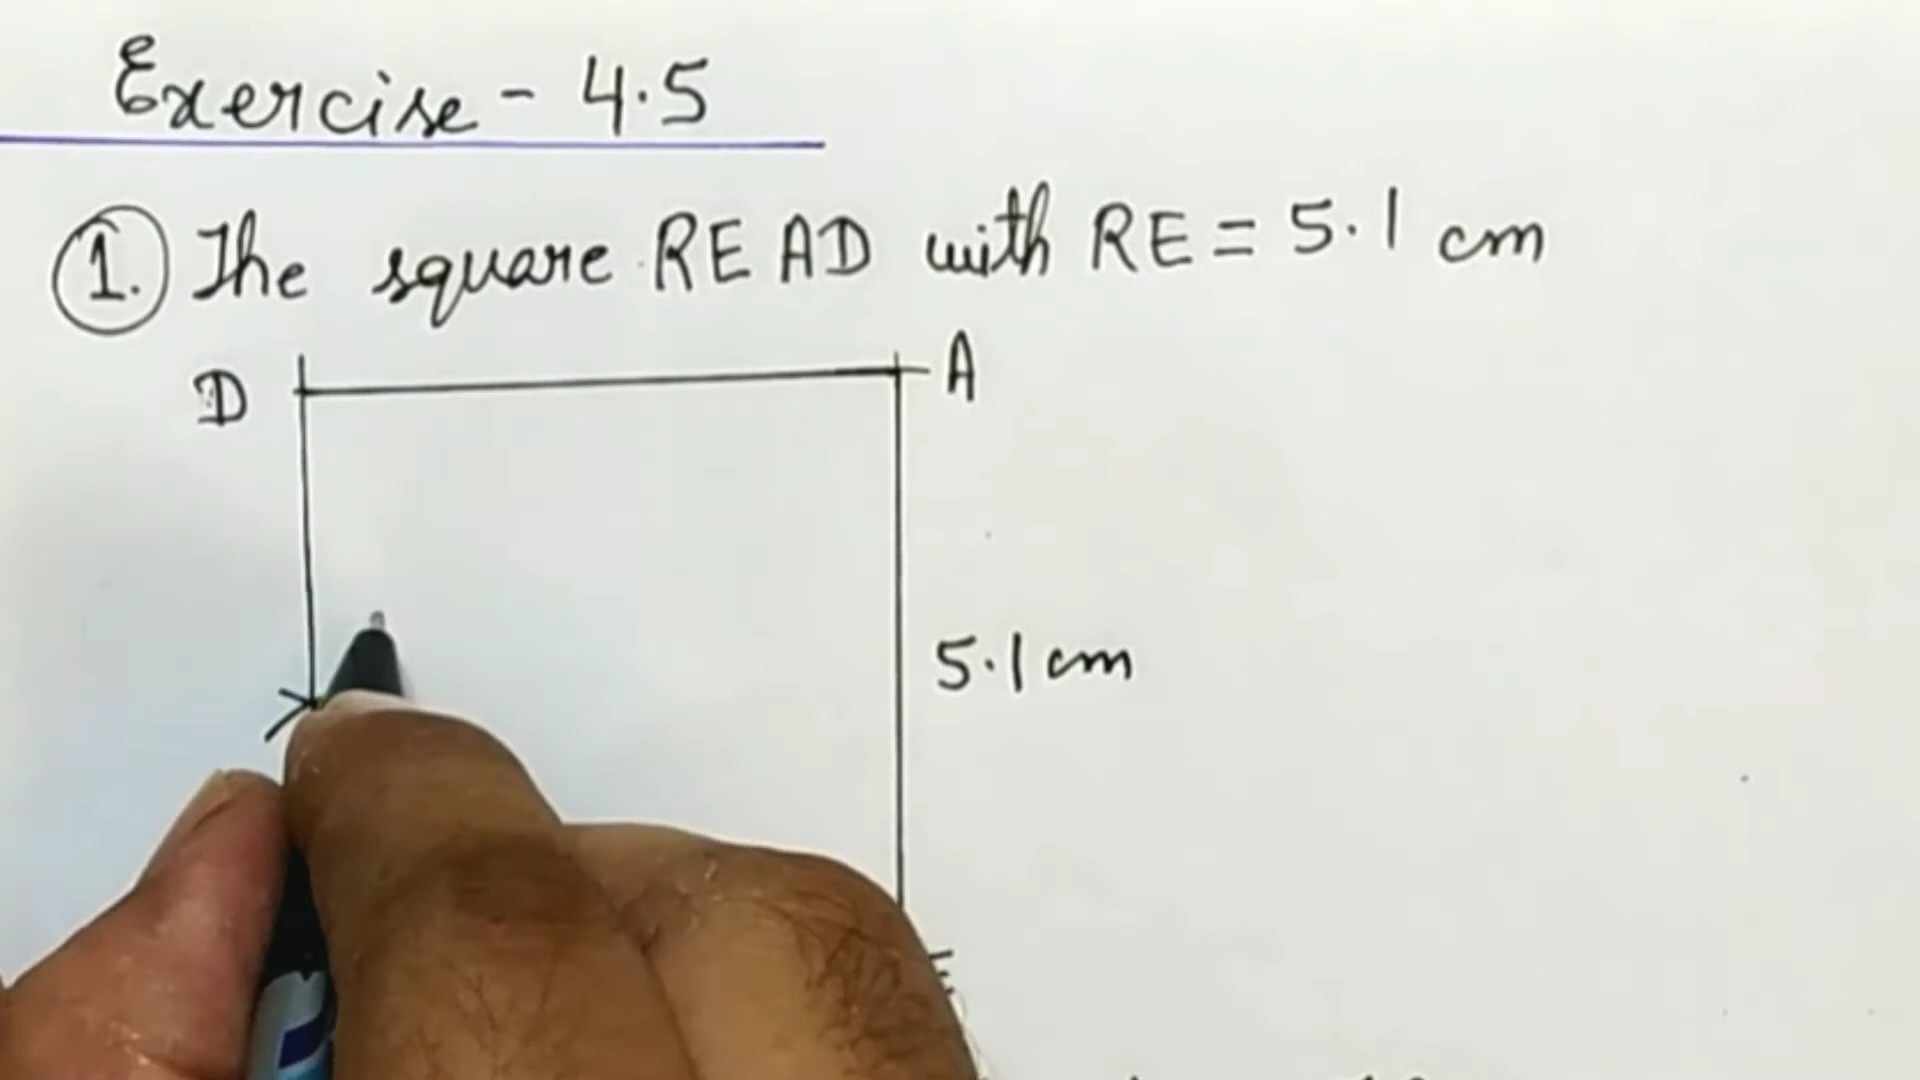 Exercise - 4.5
1. The square READ with RE = 5.1 cm
D A
5.1 cm